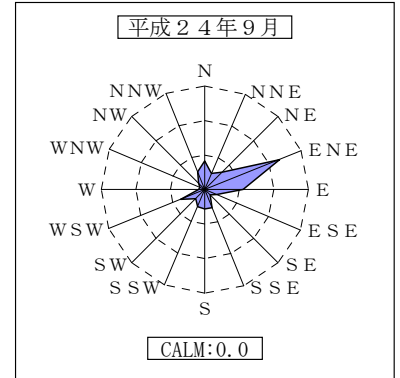 平成２４年９月
N
NNW NNE
NW NE
WNW ENE
W E
WSW ESE
SW SE
SSW SSE
S
CALM:0.0